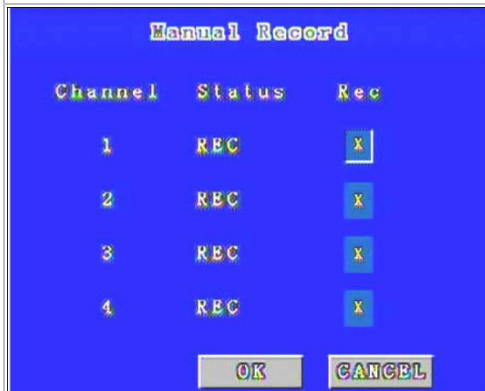 Manual Record
Channel Status Rec
1 REC X
2 REC X
3 REC X
4 REC X
OK CANCEL